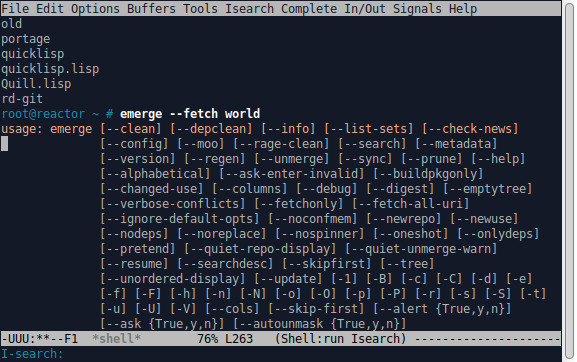 File Edit Options Buffers Tools Isearch Complete In/Out Signals Help
old
portage
quicklisp
quicklisp.lisp
Quill.lisp
rd-git
root@reactor ~ # emerge --fetch world
usage: emerge [--clean] [--depclean] [--info] [--list-sets] [--check-news]
[--config] [--moo] [--rage-clean] [--search] [--metadata]
[--version] [--regen] [--unmerge] [--sync] [--prune] [--help]
[--alphabetical] [--ask-enter-invalid] [--buildpkgonly]
[--changed-use] [--columns] [--debug] [--digest] [--emptytree]
[--verbose-conflicts] [--fetchonly] [--fetch-all-uri]
[--ignore-default-opts] [--noconfmem] [--newrepo] [--newuse]
[--nodeps] [--noreplace] [--nospinner] [--oneshot] [--onlydeps]
[--pretend] [--quiet-repo-display] [--quiet-unmerge-warn]
[--resume] [--searchdesc] [--skipfirst] [--tree]
[--unordered-display] [--update] [-1] [-B] [-c] [-C] [-d] [-e]
[-f] [-F] [-h] [-n] [-N] [-o] [-O] [-p] [-P] [-r] [-s] [-S] [-t]
[-u] [-U] [-V] [--cols] [--skip-first] [--alert {True,y,n}]
[--ask {True,y,n}] [--autounmask {True,y,n}]
-UUU:**--F1 *shell* 76% L263 (Shell:run Isearch) ---------------------
I-search: